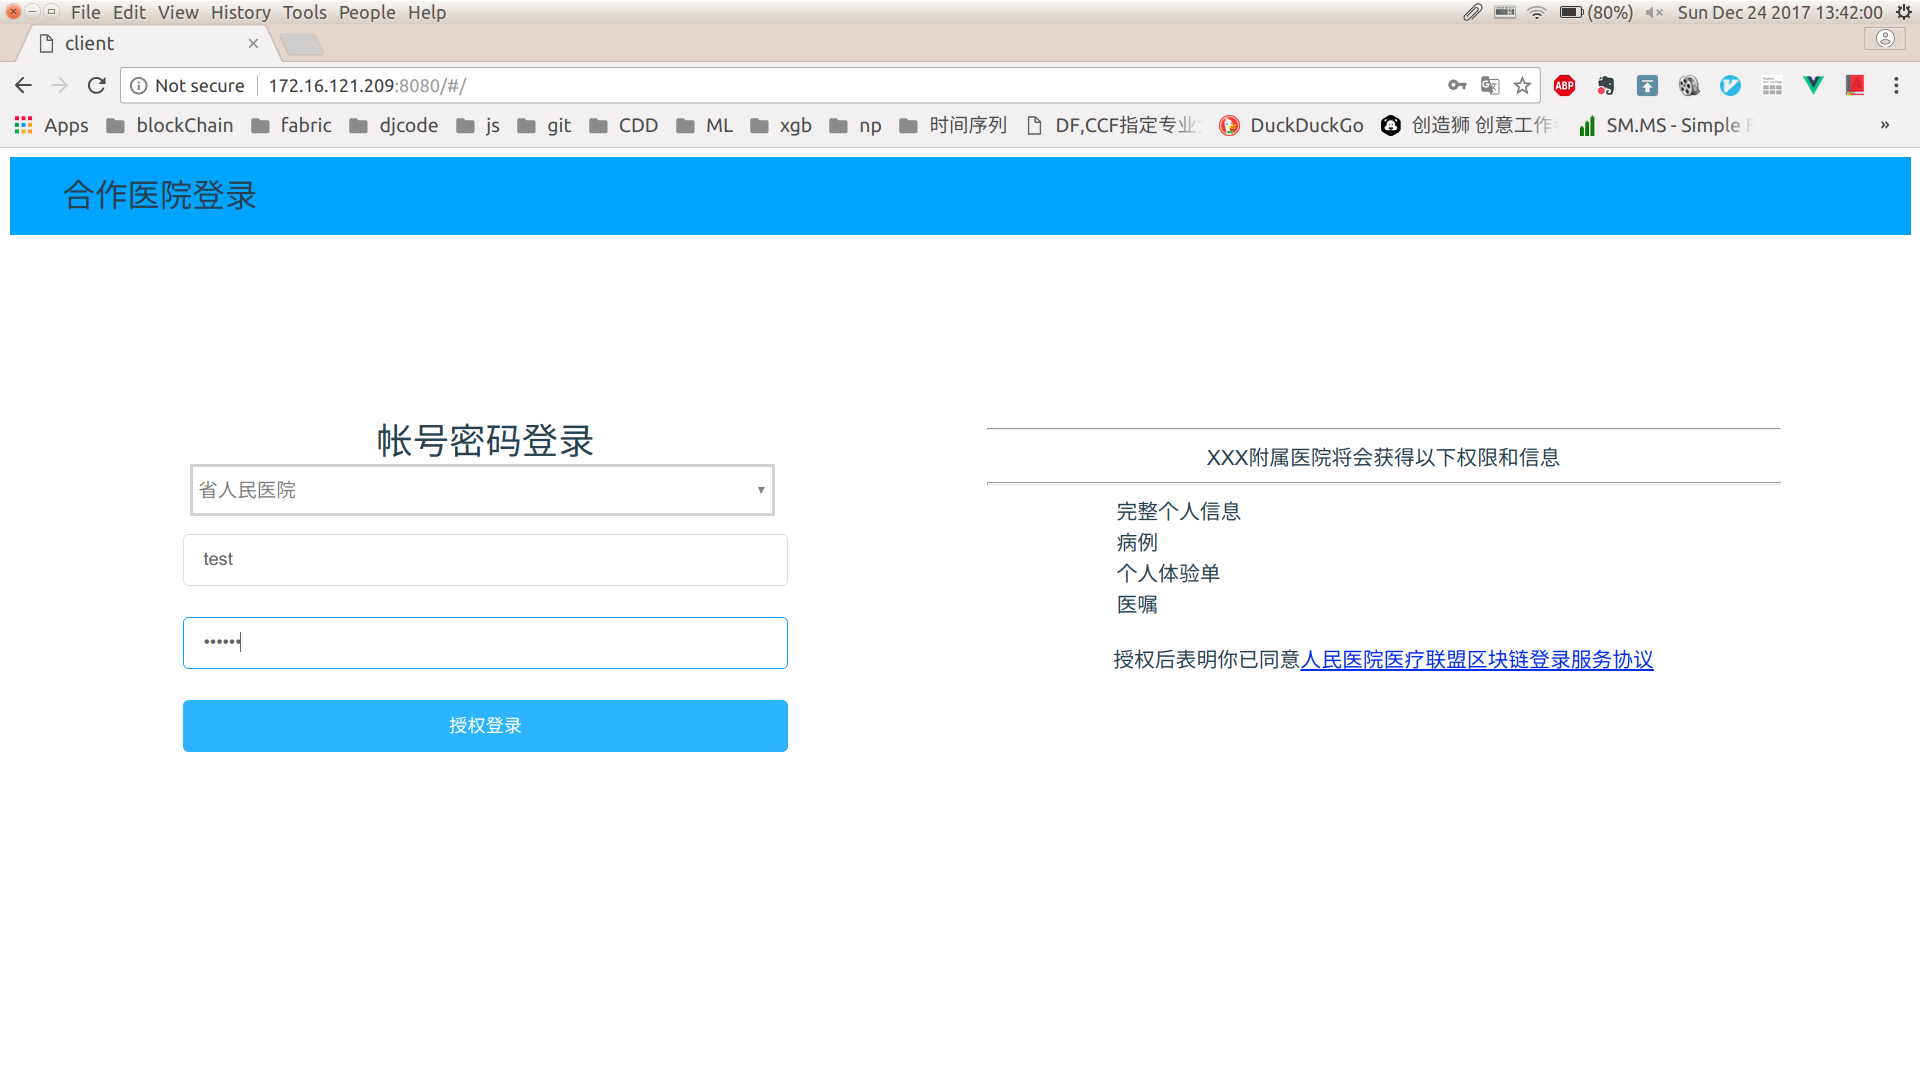 File Edit View History Tools People Help
(80%) Sun Dec 24 2017 13:42:00
client
Not secure 172.16.121.209:8080/#/
ABP
Apps blockChain fabric djcode js git CDD ML xgb np 时间序列 DF,CCF指定专业 DuckDuckGo 创造狮 创意工作 SM.MS - Simple
合作医院登录
帐号密码登录
省人民医院
test
授权登录
XXX附属医院将会获得以下权限和信息
完整个人信息
病例
个人体验单
医嘱
授权后表明你已同意人民医院医疗联盟区块链登录服务协议